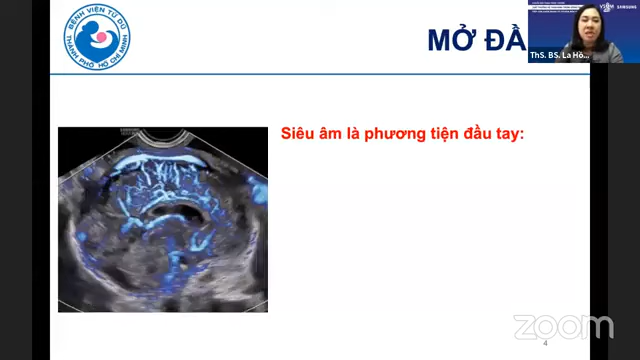 BỆNH VIỆN TỪ DŨ
THÀNH PHỐ HỒ CHÍ MINH
MỞ ĐẦ
Siêu âm là phương tiện đầu tay:
ThS. BS. La Hồ...
SAMSUNG
zoom
4